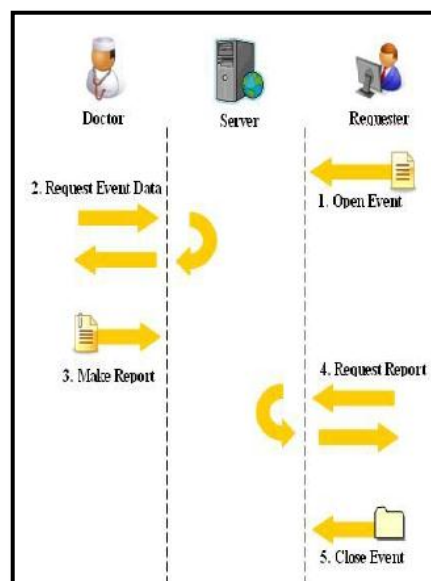 Doctor
Server
Requester
1. Open Event
2. Request Event Data
3. Make Report
4. Request Report
5. Close Event